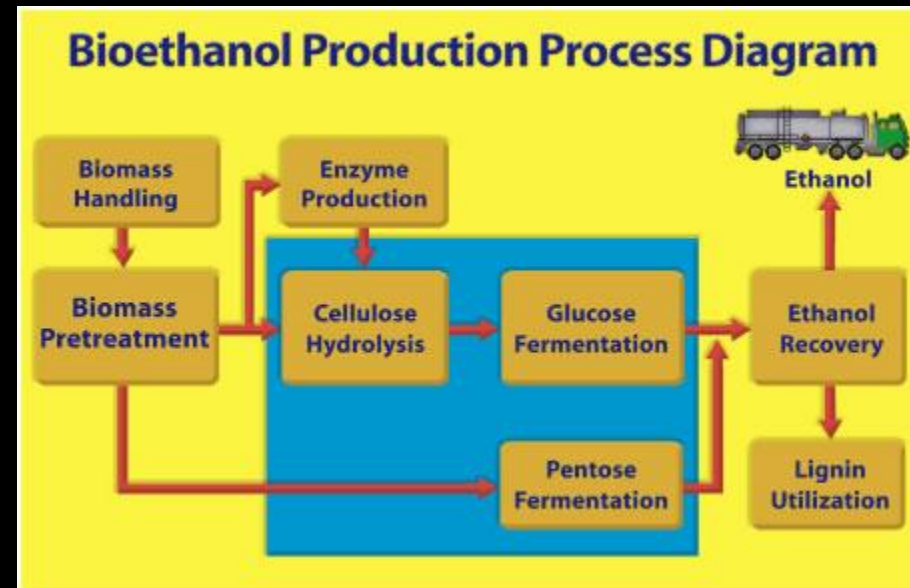 Bioethanol Production Process Diagram
Biomass
Handling
Enzyme
Production
Ethanol
Biomass
Pretreatment
Cellulose
Hydrolysis
Glucose
Fermentation
Ethanol
Recovery
Pentose
Fermentation
Lignin
Utilization